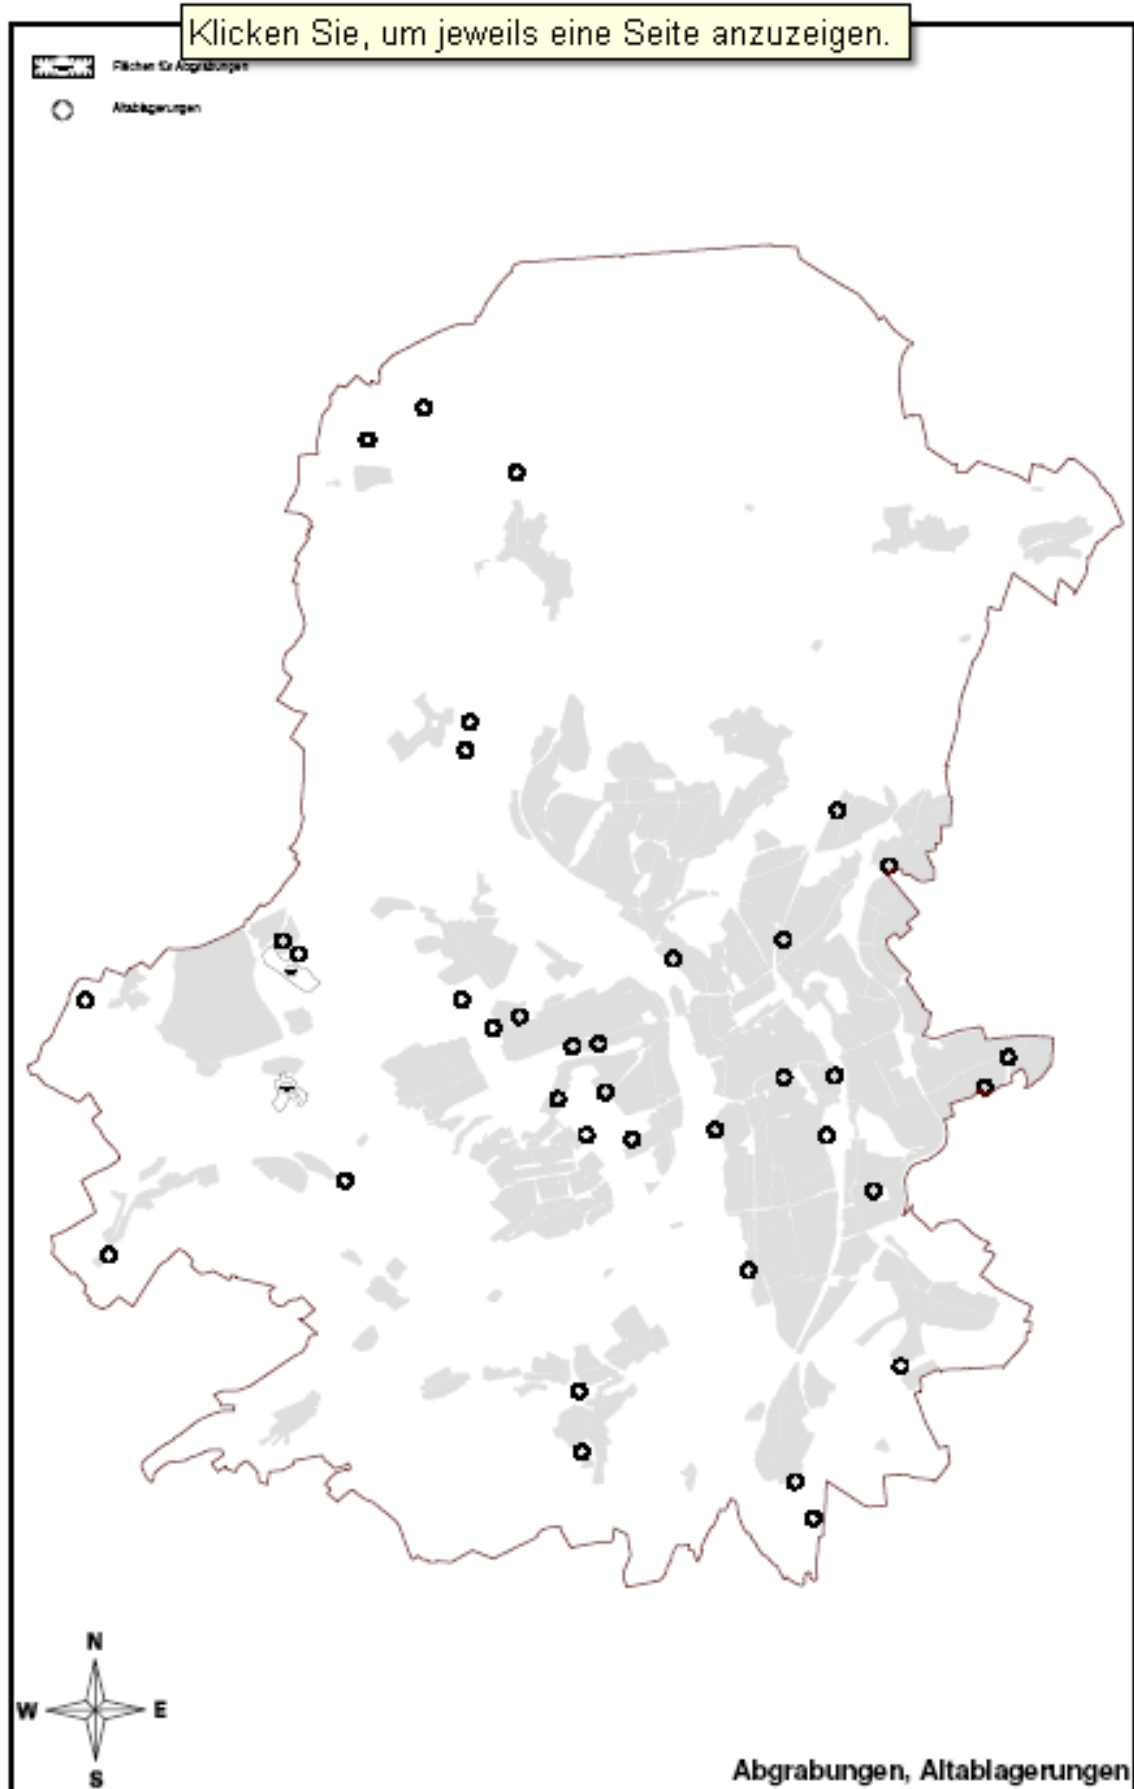 Klicken Sie, um jeweils eine Seite anzuzeigen.
Flächen für Abgrabungen
Altablagerungen
N
W E
S
Abgrabungen, Altablagerungen